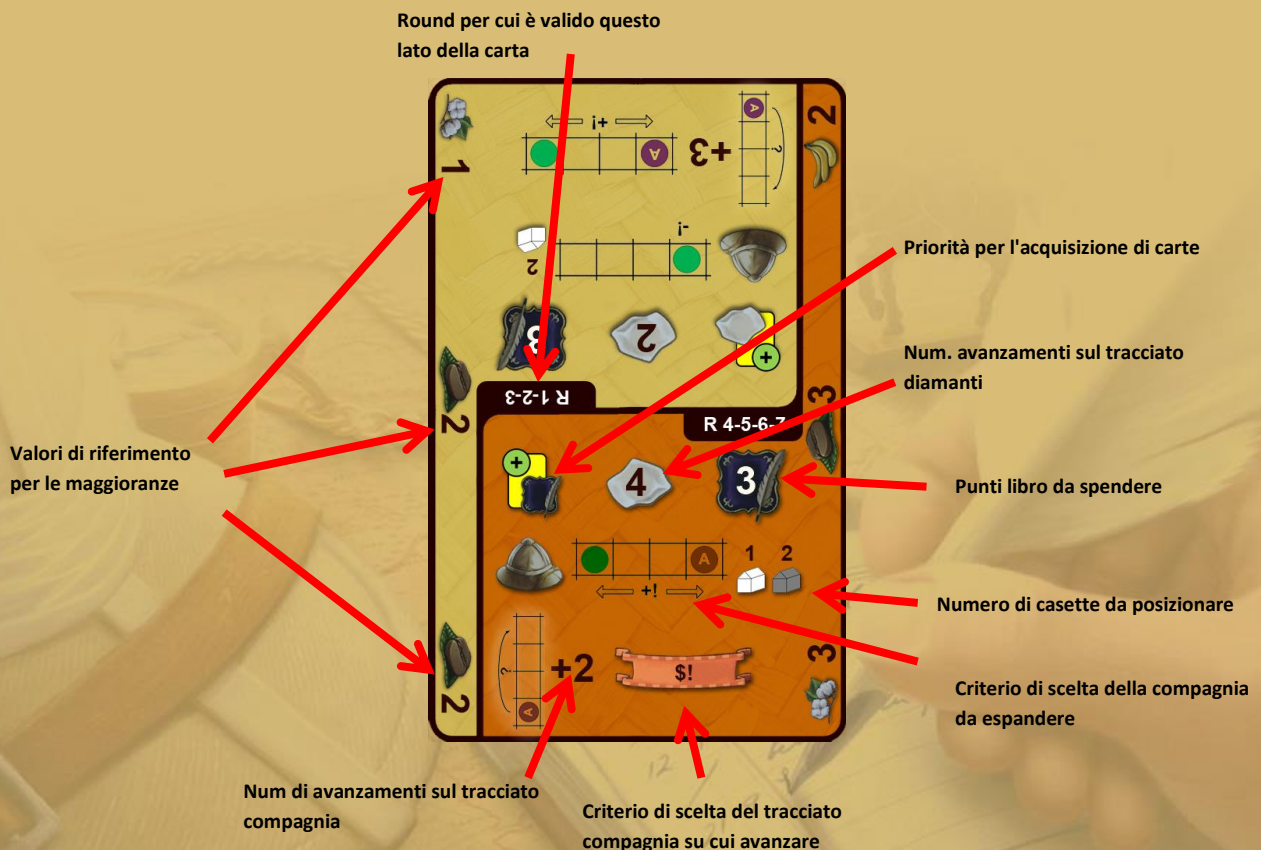 Round per cui è valido questo
lato della carta
1
2
2
+!
A
+3
A
?
2
-!
2
8
2
+
R 1-2-3
R 4-5-6-7
3
3
+
4
3
A
1
2
+!
?
A
+2
$!
Priorità per l'acquisizione di carte
Num. avanzamenti sul tracciato
diamanti
Valori di riferimento
per le maggioranze
Punti libro da spendere
Numero di casette da posizionare
Criterio di scelta della compagnia
da espandere
Num di avanzamenti sul tracciato
compagnia
Criterio di scelta del tracciato
compagnia su cui avanzare